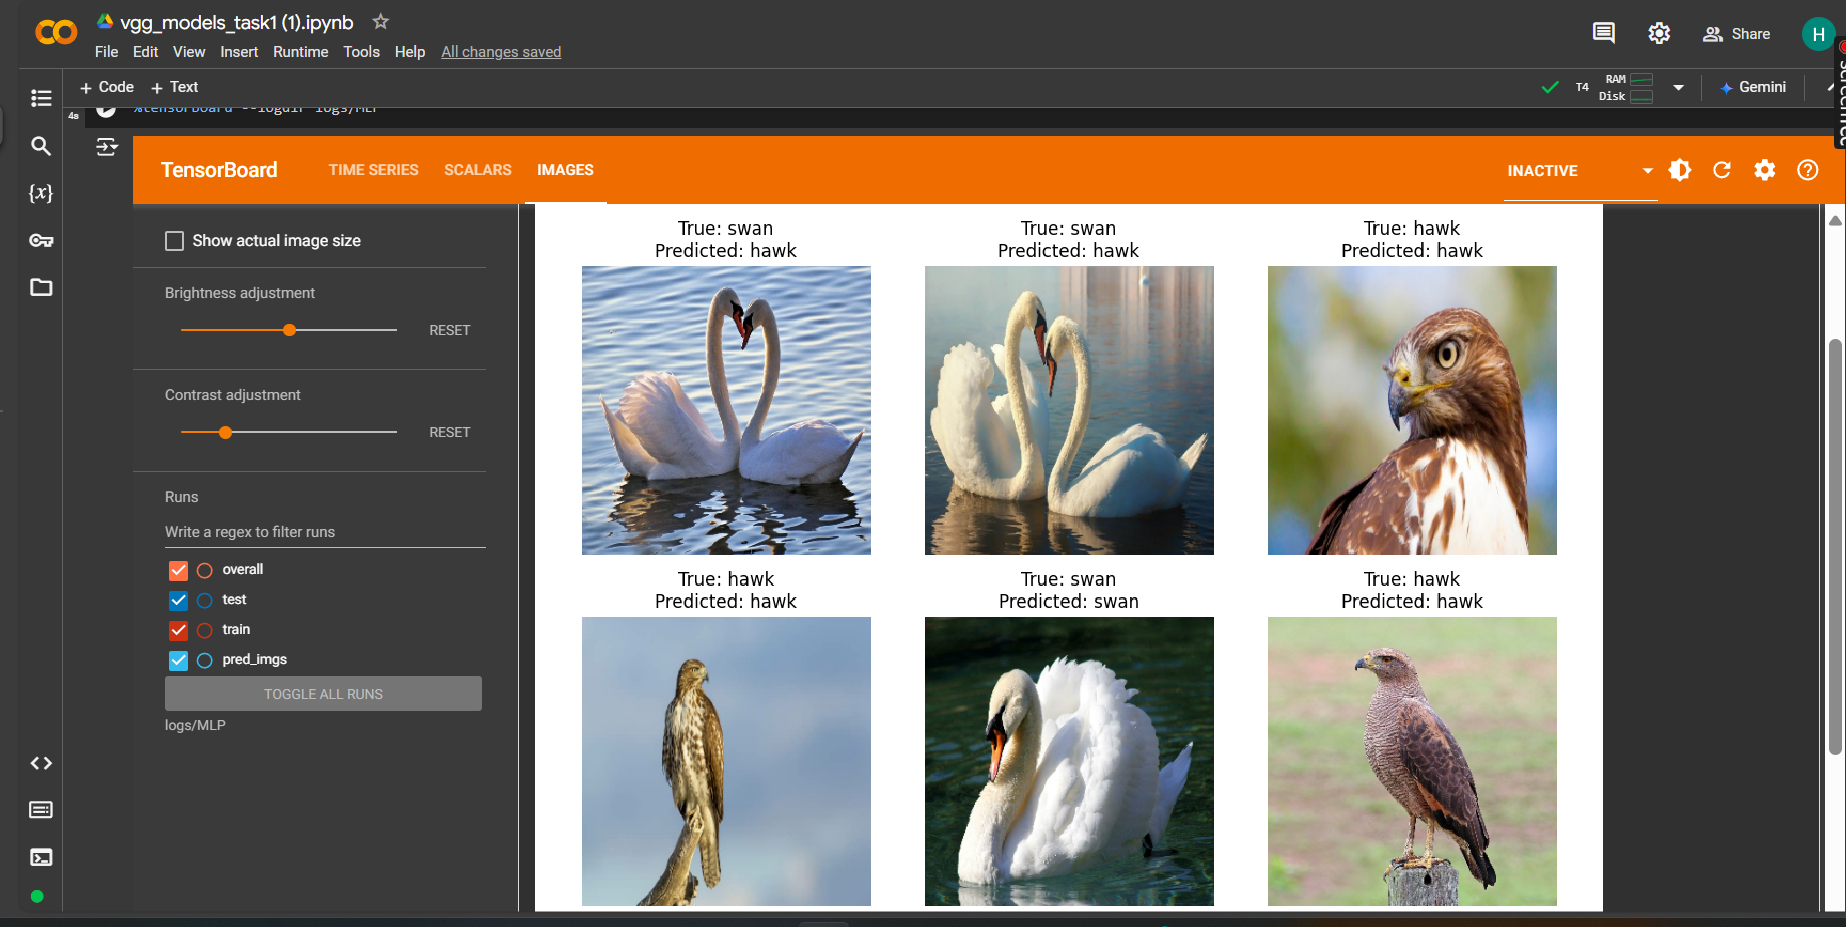 vgg_models_task1 (1).ipynb
File Edit View Insert Runtime Tools Help All changes saved
Share
H
+ Code + Text
T4
RAM
Disk
Gemini
4s
%tensorboard --logdir logs/MLP
TensorBoard
TIME SERIES SCALARS IMAGES
INACTIVE
Show actual image size
Brightness adjustment
RESET
Contrast adjustment
RESET
Runs
Write a regex to filter runs
overall
test
train
pred_imgs
TOGGLE ALL RUNS
logs/MLP
True: swan
Predicted: hawk
True: swan
Predicted: hawk
True: hawk
Predicted: hawk
True: hawk
Predicted: hawk
True: swan
Predicted: swan
True: hawk
Predicted: hawk